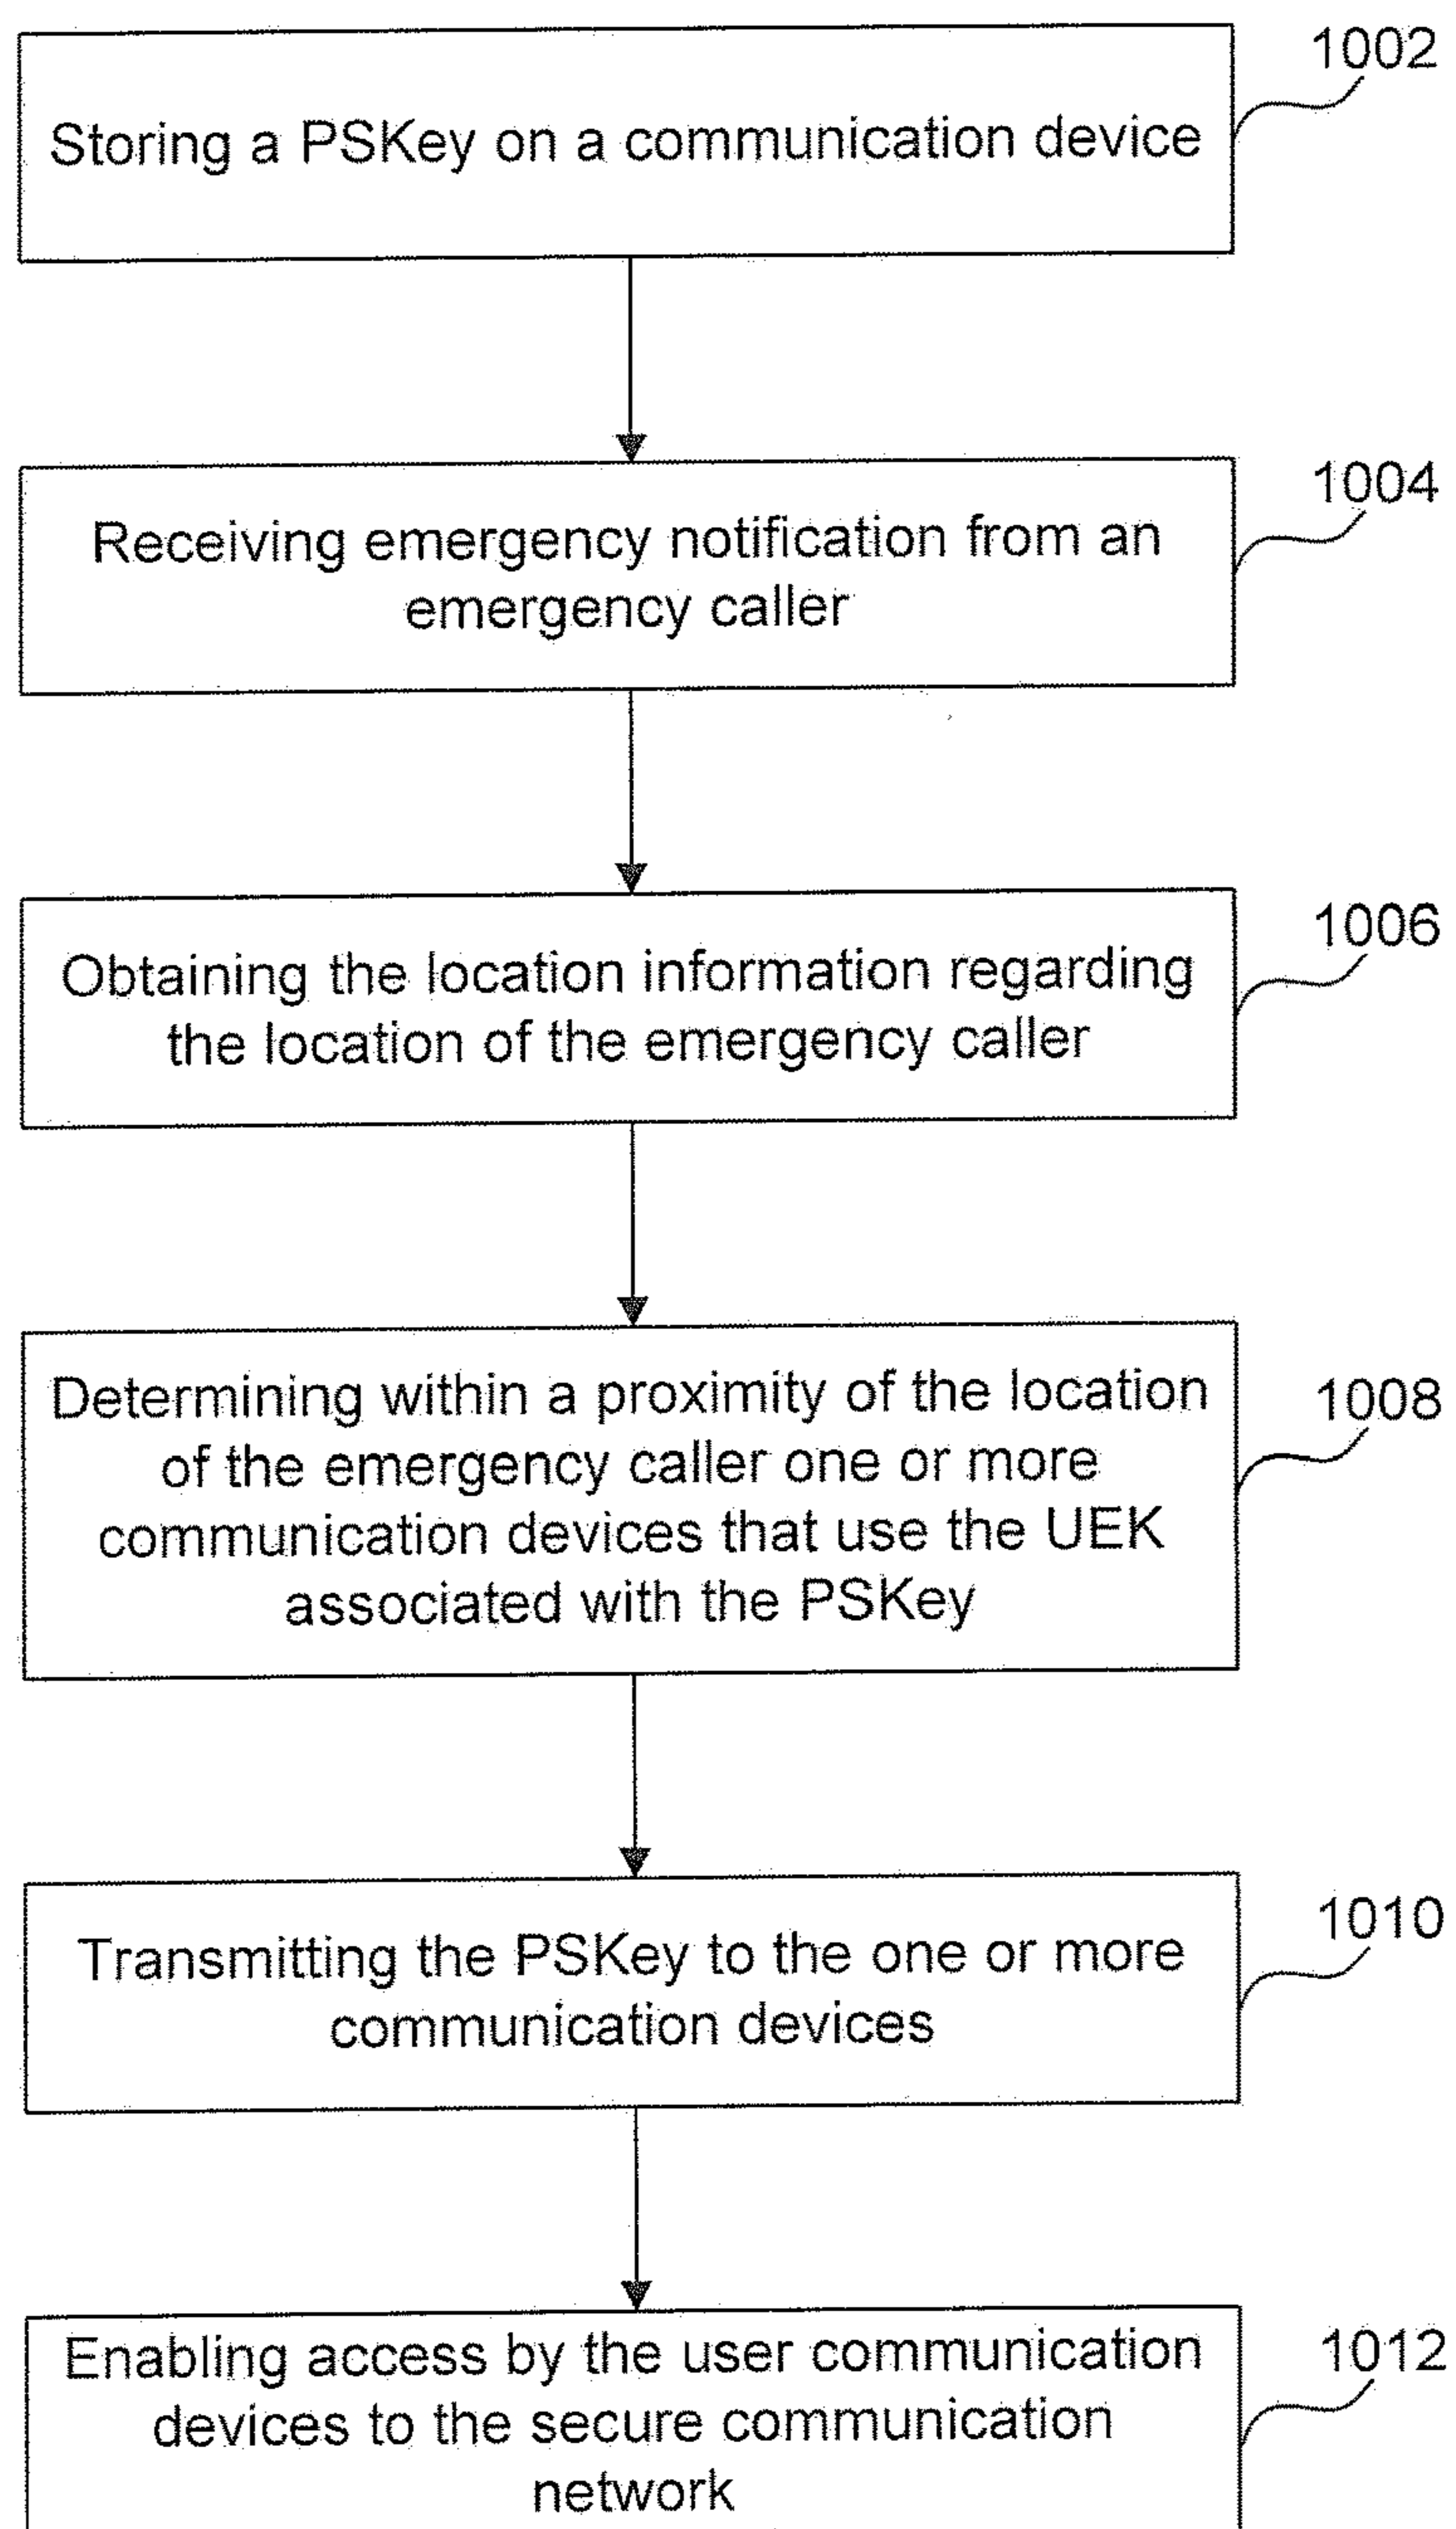 1002
Storing a PSKey on a communication device
1004
Receiving emergency notification from an
emergency caller
1006
Obtaining the location information regarding
the location of the emergency caller
1008
Determining within a proximity of the location
of the emergency caller one or more
communication devices that use the UEK
associated with the PSKey
1010
Transmitting the PSKey to the one or more
communication devices
1012
Enabling access by the user communication
devices to the secure communication
network